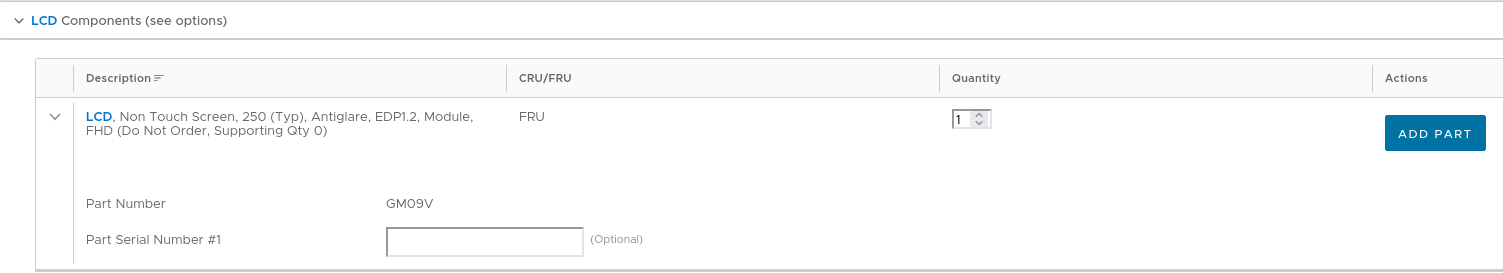 LCD Components (see options)
Description CRU/FRU Quantity Actions
LCD, Non Touch Screen, 250 (Typ), Antiglare, EDP1.2, Module, FRU 1 ADD PART
FHD (Do Not Order, Supporting Qty 0)
Part Number GM09V
Part Serial Number #1 (Optional)